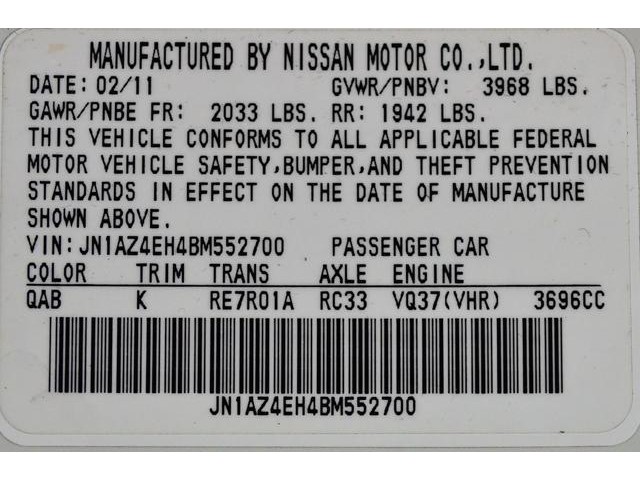 MANUFACTURED BY NISSAN MOTOR CO.,LTD.
DATE: 02/11 GVWR/PNBV: 3968 LBS.
GAWR/PNBE FR: 2033 LBS. RR: 1942 LBS.
THIS VEHICLE CONFORMS TO ALL APPLICABLE FEDERAL
MOTOR VEHICLE SAFETY,BUMPER,AND THEFT PREVENTION
STANDARDS IN EFFECT ON THE DATE OF MANUFACTURE
SHOWN ABOVE.
VIN:JN1AZ4EH4BM552700 PASSENGER CAR
COLOR TRIM TRANS AXLE ENGINE
QAB K RE7R01A RC33 VQ37(VHR) 3696CC
JN1AZ4EH4BM552700